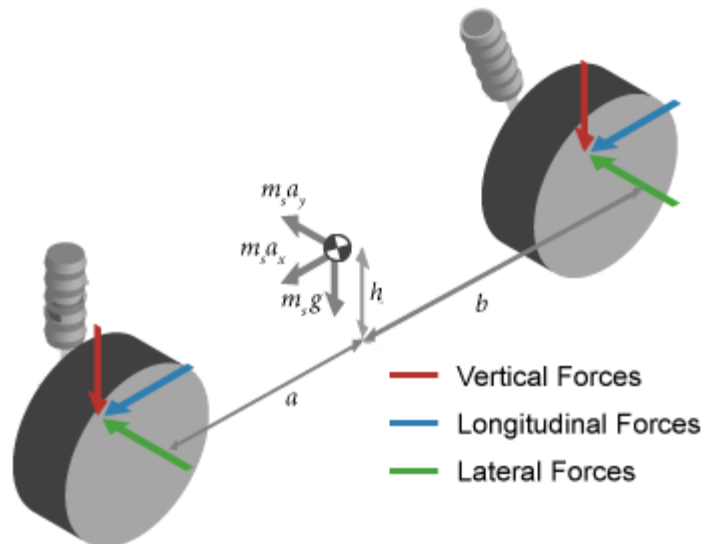 m_s a_y
m_s a_x
m_s g
h
b
a
Vertical Forces
Longitudinal Forces
Lateral Forces